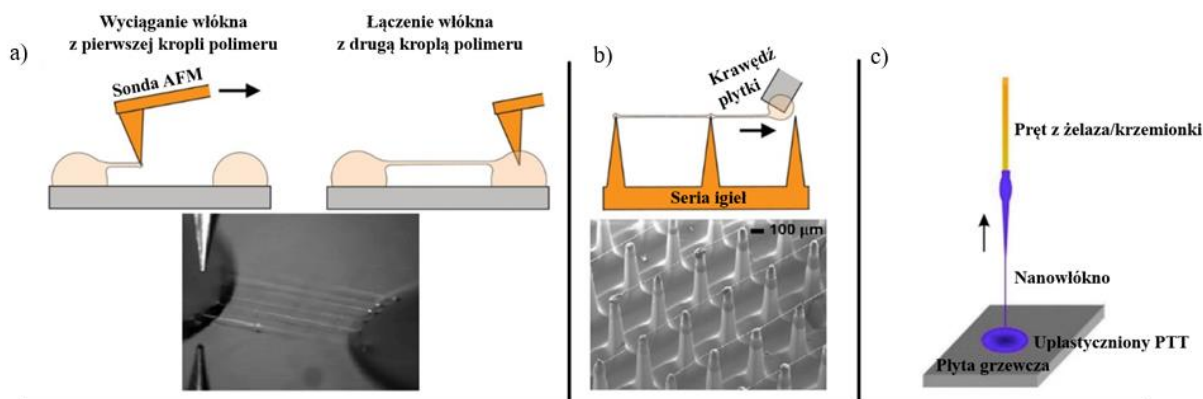 a)
Wyciąganie włókna
z pierwszej kropli polimeru
Łączenie włókna
z drugą kroplą polimeru
Sonda AFM
b)
Krawędź
płytki
Seria igieł
100 μm
c)
Pręt z żelaza/krzemionki
Nanowłókno
Uplastyczniony PTT
Płyta grzewcza